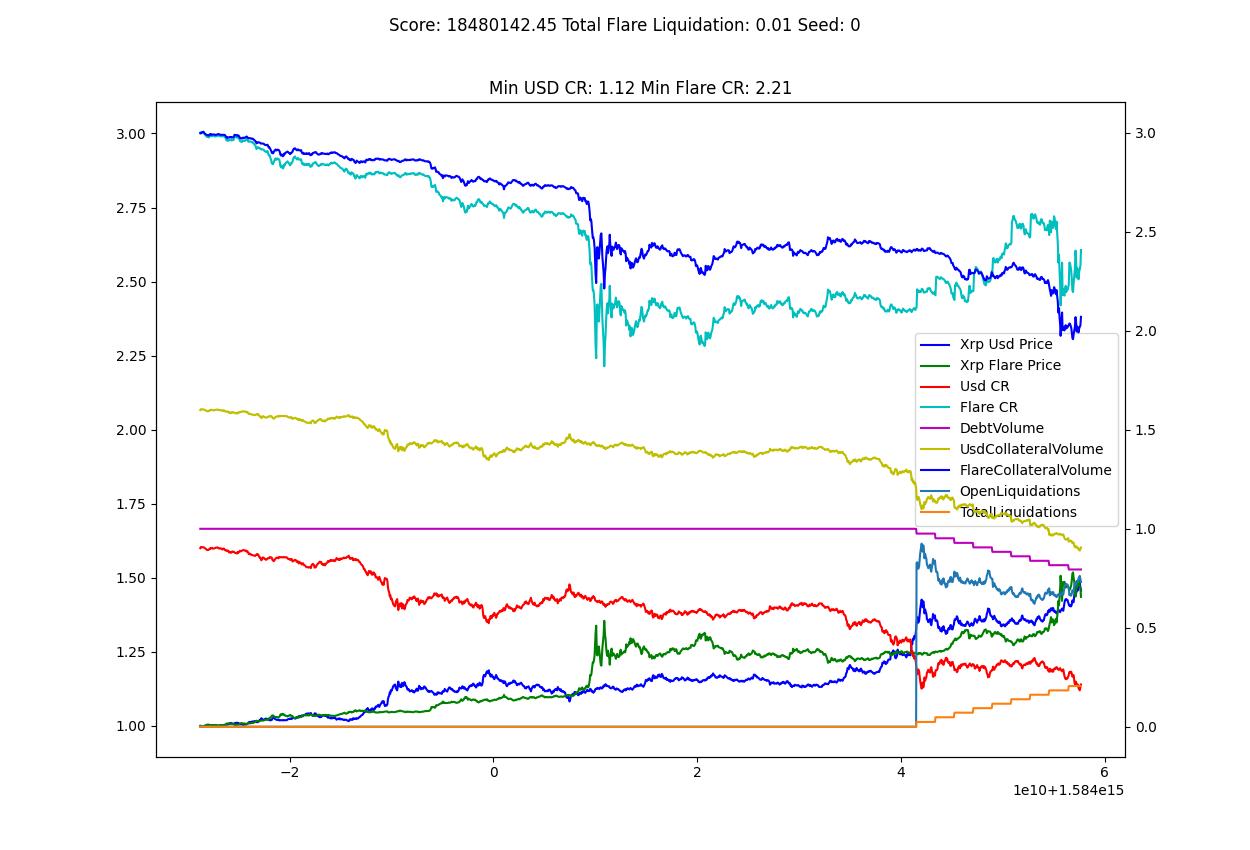 Score: 18480142.45 Total Flare Liquidation: 0.01 Seed: 0
Min USD CR: 1.12 Min Flare CR: 2.21
3.00
2.75
2.50
2.25
2.00
1.75
1.50
1.25
1.00
3.0
2.5
2.0
1.5
1.0
0.5
0.0
Xrp Usd Price
Xrp Flare Price
Usd CR
Flare CR
DebtVolume
UsdCollateralVolume
FlareCollateralVolume
OpenLiquidations
TotalLiquidations
−2 0 2 4 6
1e10+1.584e15